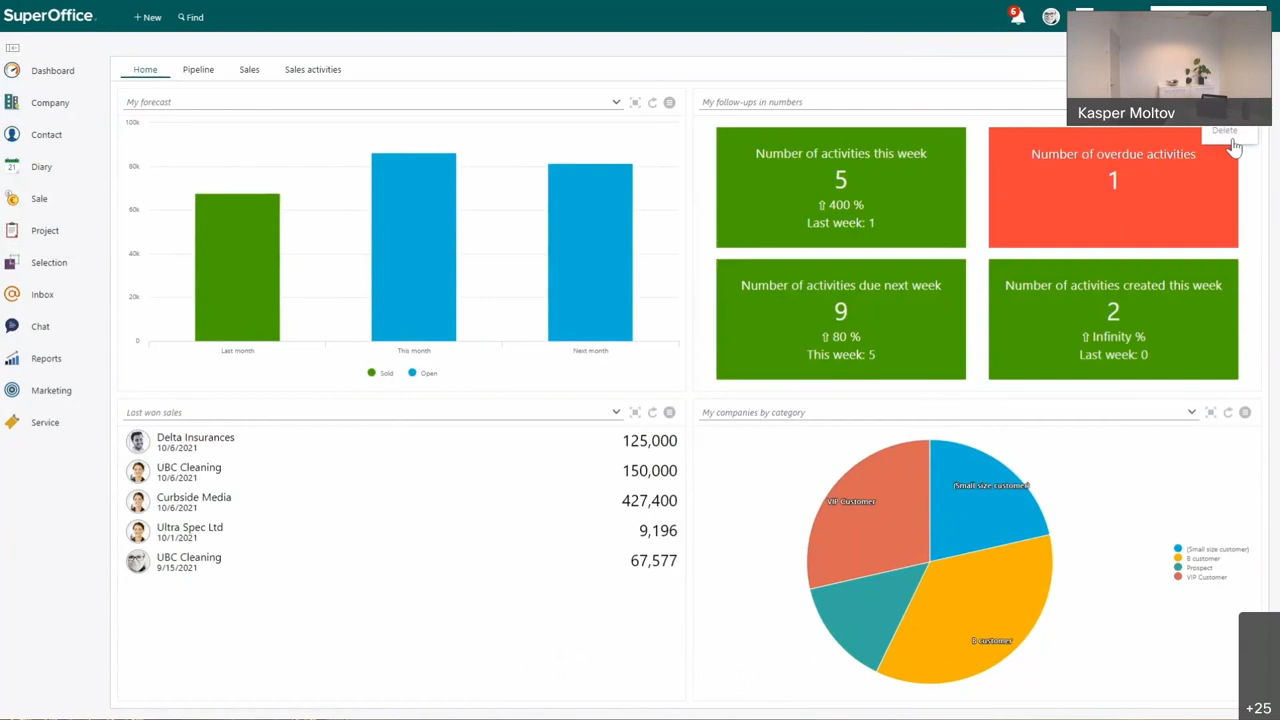 SuperOffice.
+ New
Find
6
Kasper Moltov
Dashboard
Company
Contact
21
Diary
Sale
Project
Selection
Inbox
Chat
Reports
Marketing
Service
Home
Pipeline
Sales
Sales activities
My forecast
100k
80k
60k
40k
20k
0
Last month
This month
Next month
Sold
Open
My follow-ups in numbers
Delete
Number of activities this week
5
⇧ 400 %
Last week: 1
Number of overdue activities
1
Number of activities due next week
9
⇧ 80 %
This week: 5
Number of activities created this week
2
⇧ Infinity %
Last week: 0
Last won sales
Delta Insurances 125,000
10/6/2021
UBC Cleaning 150,000
10/6/2021
Curbside Media 427,400
10/6/2021
Ultra Spec Ltd 9,196
10/1/2021
UBC Cleaning 67,577
9/15/2021
My companies by category
(Small size customer)
VIP Customer
B customer
(Small size customer)
B customer
Prospect
VIP Customer
+25